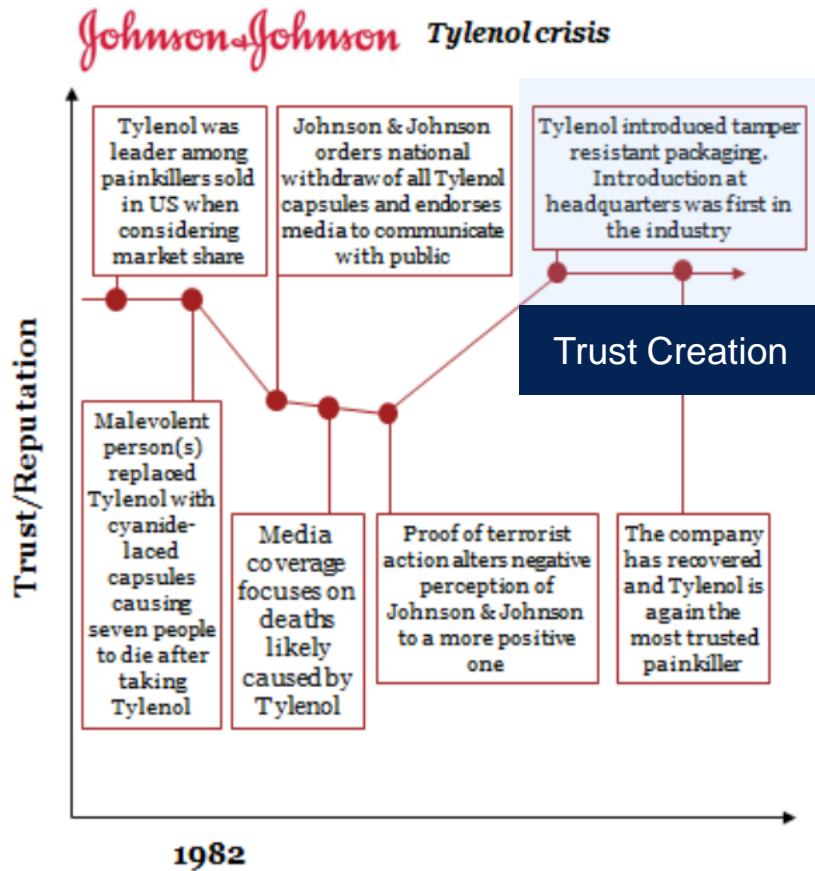 Johnson & Johnson Tylenol crisis
Tylenol was
leader among
painkillers sold
in US when
considering
market share
Johnson & Johnson
orders national
withdraw of all Tylenol
capsules and endorses
media to communicate
with public
Tylenol introduced tamper
resistant packaging.
Introduction at
headquarters was first in
the industry
Trust Creation
Trust/Reputation
Malevolent
person(s)
replaced
Tylenol with
cyanide-
laced
capsules
causing
seven people
to die after
taking
Tylenol
Media
coverage
focuses on
deaths
likely
caused by
Tylenol
Proof of terrorist
action alters negative
perception of
Johnson & Johnson
to a more positive
one
The company
has recovered
and Tylenol is
again the
most trusted
painkiller
1982